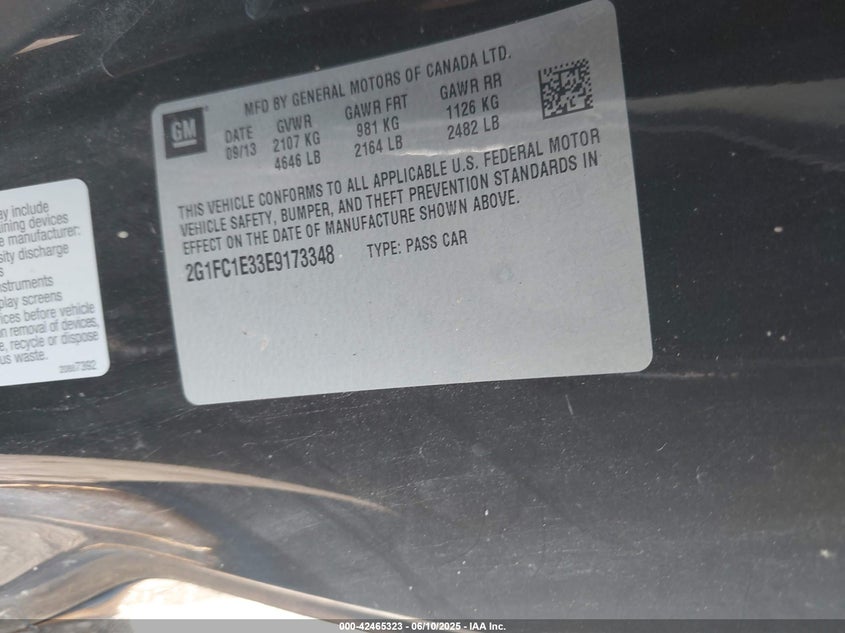 MFD BY GENERAL MOTORS OF CANADA LTD.
GM
DATE GVWR GAWR FRT GAWR RR
09/13 2107 KG 981 KG 1126 KG
4646 LB 2164 LB 2482 LB
THIS VEHICLE CONFORMS TO ALL APPLICABLE U.S. FEDERAL MOTOR
VEHICLE SAFETY, BUMPER, AND THEFT PREVENTION STANDARDS IN
EFFECT ON THE DATE OF MANUFACTURE SHOWN ABOVE.
2G1FC1E33E9173348 TYPE: PASS CAR
ay include
aining devices
e manufacturer:
sity discharge
s
struments
play screens
ices before vehicle
n removal of devices,
e, recycle or dispose
us waste.
20887392
000-42465323 - 06/10/2025 - IAA Inc.